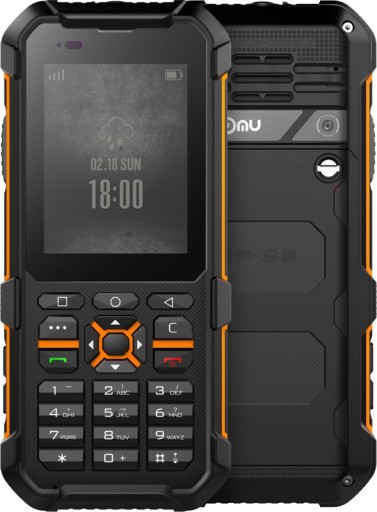 02.18 SUN
18:00
C
1 2 ABC 3 DEF
4 GHI 5 JKL 6 MNO
7 PQRS 8 TUV 9 WXYZ
* 0 + #